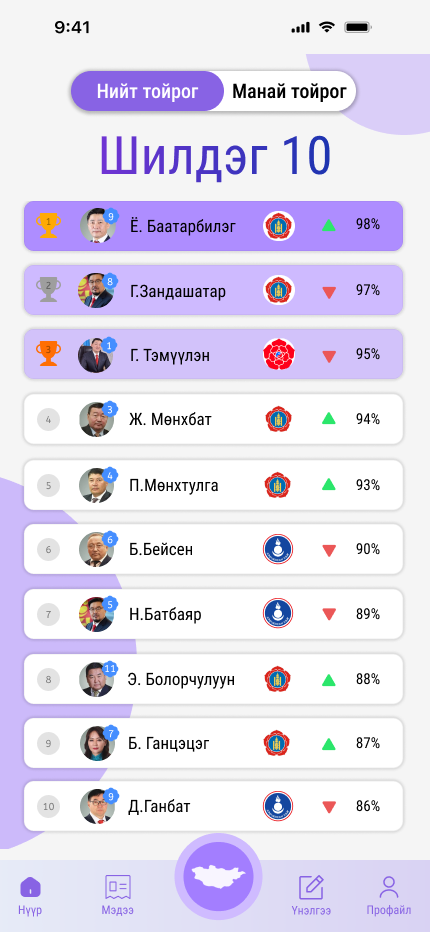 9:41
Нийт тойрог Манай тойрог
Шилдэг 10
1 9 Ё. Баатарбилэг 98%
2 8 Г.Зандашатар 97%
3 1 Г. Тэмүүлэн 95%
4 3 Ж. Мөнхбат 94%
5 4 П.Мөнхтулга 93%
6 6 Б.Бейсен 90%
7 5 Н.Батбаяр 89%
8 11 Э. Болорчулуун 88%
9 7 Б. Ганцэцэг 87%
10 9 Д.Ганбат 86%
Нүүр Мэдээ Үнэлгээ Профайл